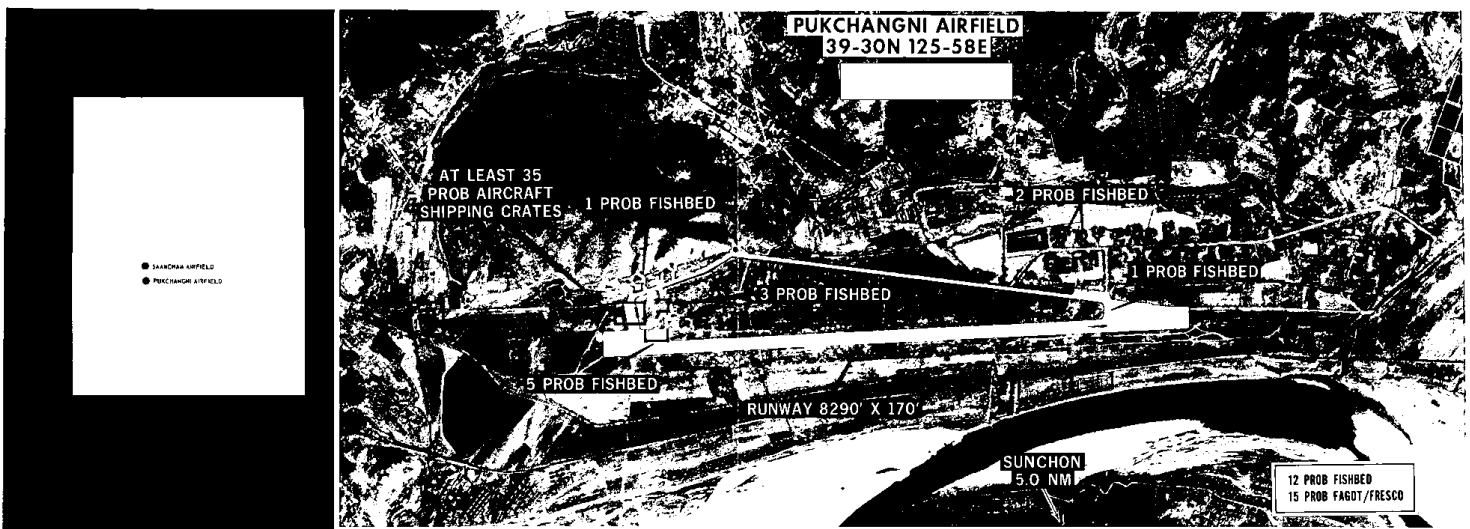 SAAMCHAM AIRFIELD
PUKCHANGNI AIRFIELD
PUKCHANGNI AIRFIELD
39-30N 125-58E
AT LEAST 35
PROB AIRCRAFT
SHIPPING CRATES
1 PROB FISHBED
2 PROB FISHBED
1 PROB FISHBED
3 PROB FISHBED
5 PROB FISHBED
RUNWAY 8290' X 170'
SUNCHON
5.0 NM
12 PROB FISHBED
15 PROB FAGOT/FRESCO